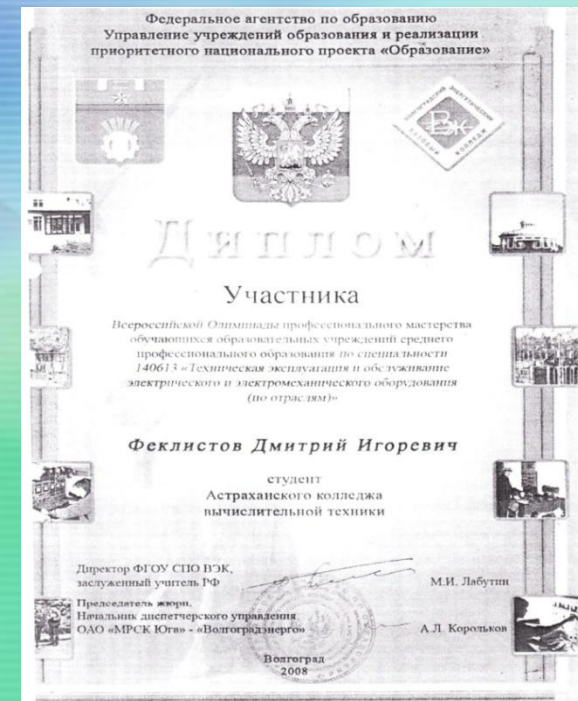 Федеральное агентство по образованию
Управление учреждений образования и реализации
приоритетного национального проекта «Образование»
Диплом
Участника
Всероссийской Олимпиады профессионального мастерства
обучающихся образовательных учреждений среднего
профессионального образования по специальности
140613 «Техническая эксплуатация и обслуживание
электрического и электромеханического оборудования
(по отраслям)»
Феклистов Дмитрий Игоревич
студент
Астраханского колледжа
вычислительной техники
Директор ФГОУ СПО ВЭК,
заслуженный учитель РФ
М.И. Лабутин
Председатель жюри,
Начальник диспетчерского управления
ОАО «МРСК Юга» - «Волгоградэнерго»
А.Л. Корольков
Волгоград
2008